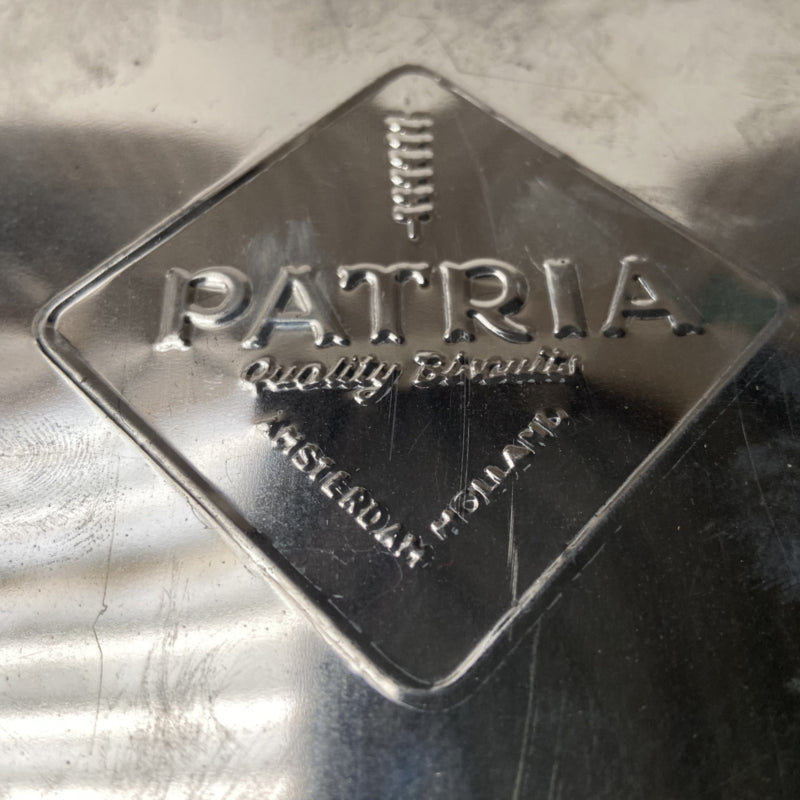 PATRIA
Quality Biscuits
AMSTERDAM HOLLAND